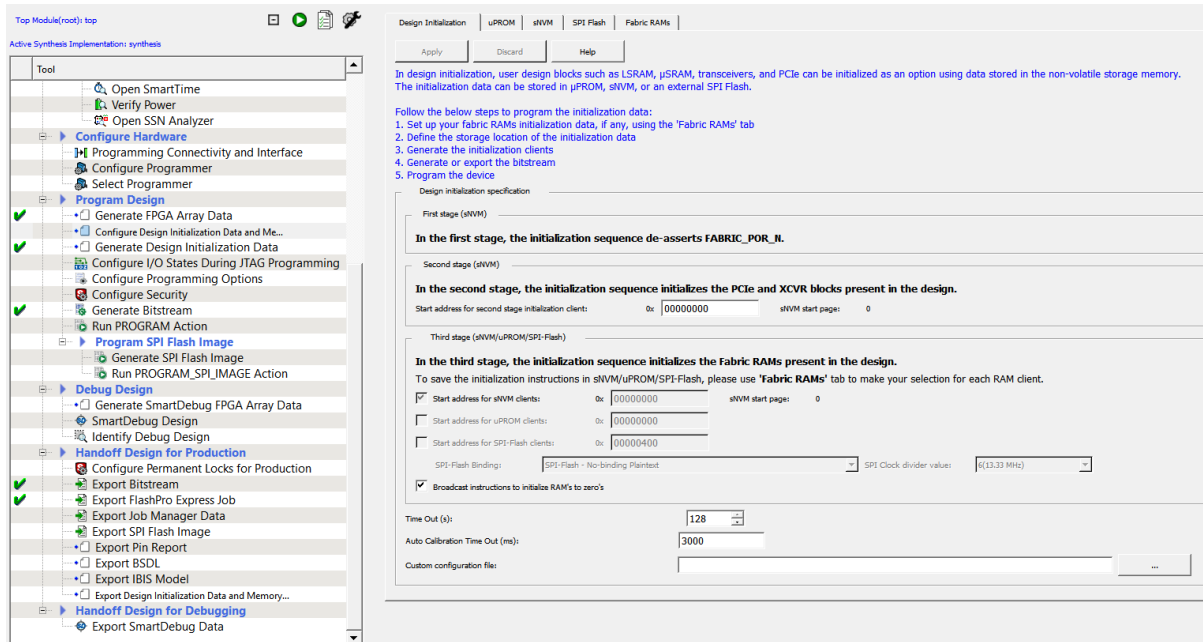 Top Module(root): top
Active Synthesis Implementation: synthesis
Tool
Open SmartTime
Verify Power
Open SSN Analyzer
Configure Hardware
Programming Connectivity and Interface
Configure Programmer
Select Programmer
Program Design
Generate FPGA Array Data
Configure Design Initialization Data and Me...
Generate Design Initialization Data
Configure I/O States During JTAG Programming
Configure Programming Options
Configure Security
Generate Bitstream
Run PROGRAM Action
Program SPI Flash Image
Generate SPI Flash Image
Run PROGRAM_SPI_IMAGE Action
Debug Design
Generate SmartDebug FPGA Array Data
SmartDebug Design
Identify Debug Design
Handoff Design for Production
Configure Permanent Locks for Production
Export Bitstream
Export FlashPro Express Job
Export Job Manager Data
Export SPI Flash Image
Export Pin Report
Export BSDL
Export IBIS Model
Export Design Initialization Data and Memory...
Handoff Design for Debugging
Export SmartDebug Data
Design Initialization uPROM sNVM SPI Flash Fabric RAMs
Apply Discard Help
In design initialization, user design blocks such as LSRAM, µSRAM, transceivers, and PCIe can be initialized as an option using data stored in the non-volatile storage memory.
The initialization data can be stored in µPROM, sNVM, or an external SPI Flash.
Follow the below steps to program the initialization data:
1. Set up your fabric RAMs initialization data, if any, using the 'Fabric RAMs' tab
2. Define the storage location of the initialization data
3. Generate the initialization clients
4. Generate or export the bitstream
5. Program the device
Design initialization specification
First stage (sNVM)
In the first stage, the initialization sequence de-asserts FABRIC_POR_N.
Second stage (sNVM)
In the second stage, the initialization sequence initializes the PCIe and XCVR blocks present in the design.
Start address for second stage initialization client: 0x 00000000 sNVM start page: 0
Third stage (sNVM/uPROM/SPI-Flash)
In the third stage, the initialization sequence initializes the Fabric RAMs present in the design.
To save the initialization instructions in sNVM/uPROM/SPI-Flash, please use 'Fabric RAMs' tab to make your selection for each RAM client.
Start address for sNVM clients: 0x 00000000 sNVM start page: 0
Start address for uPROM clients: 0x 00000000
Start address for SPI-Flash clients: 0x 00000400
SPI-Flash Binding: SPI-Flash - No-binding Plaintext SPI Clock divider value: 6(13.33 MHz)
Broadcast instructions to initialize RAM's to zero's
Time Out (s): 128
Auto Calibration Time Out (ms): 3000
Custom configuration file: ...